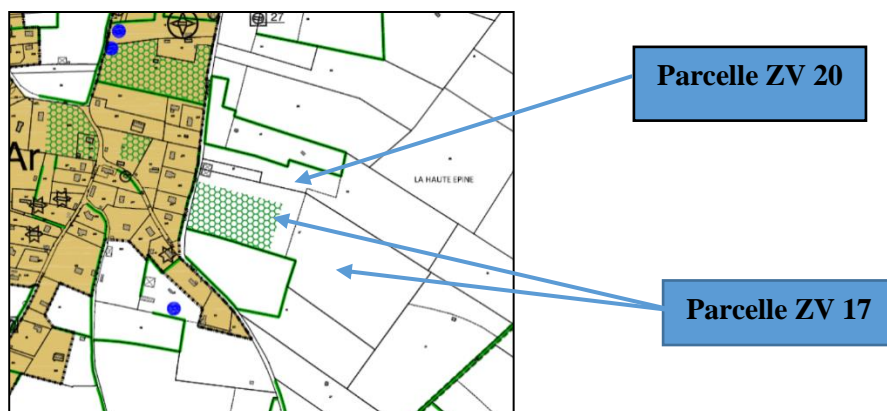 27
Parcelle ZV 20
Ar
LA HAUTE EPINE
Parcelle ZV 17